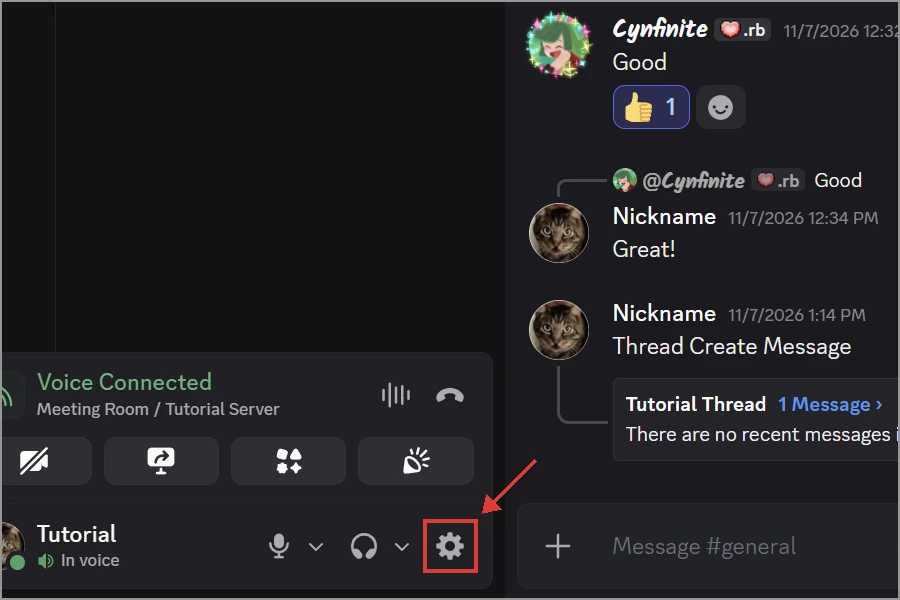 Cynfinite .rb 11/7/2026 12:32
Good
1
@Cynfinite .rb Good
Nickname 11/7/2026 12:34 PM
Great!
Nickname 11/7/2026 1:14 PM
Thread Create Message
Tutorial Thread 1 Message ›
There are no recent messages
Voice Connected
Meeting Room / Tutorial Server
Tutorial
In voice
Message #general